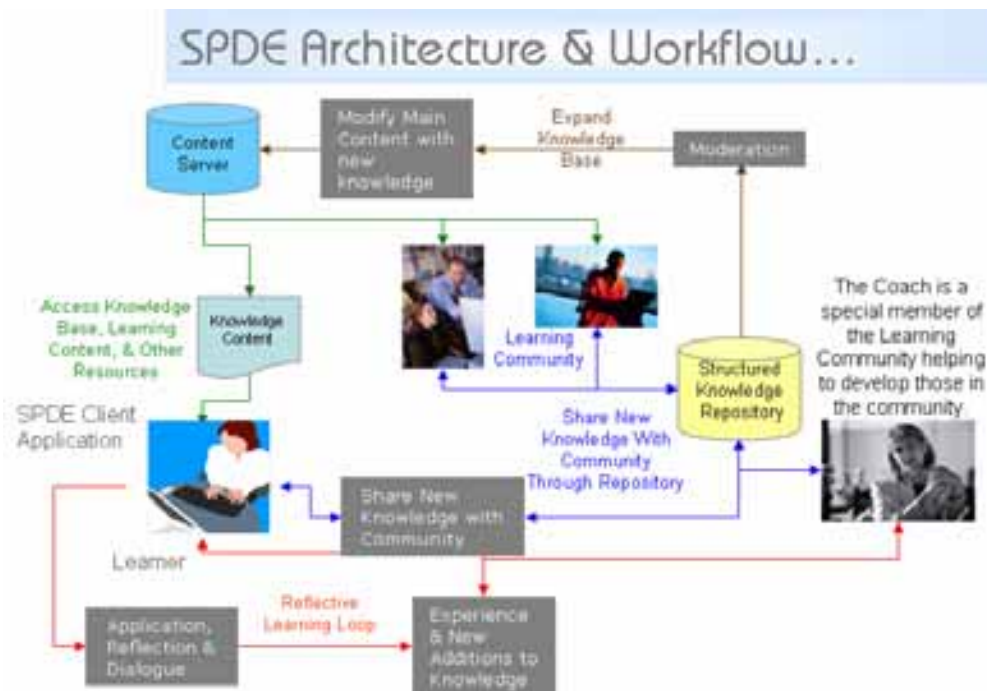 SPDE Architecture & Workflow...
Content
Server
Modify Main
Content with
new
knowledge
Expand
Knowledge
Base
Moderation
Access Knowledge
Base, Learning
Content, & Other
Resources
Knowledge
Content
Learning
Community
Structured
Knowledge
Repository
The Coach is a
special member of
the Learning
Community helping
to develop those in
the community
SPDE Client
Application
Share New
Knowledge With
Community
Through Repository
Share New
Knowledge with
Community
Learner
Application,
Reflection &
Dialogue
Reflective
Learning Loop
Experience
& New
Additions to
Knowledge